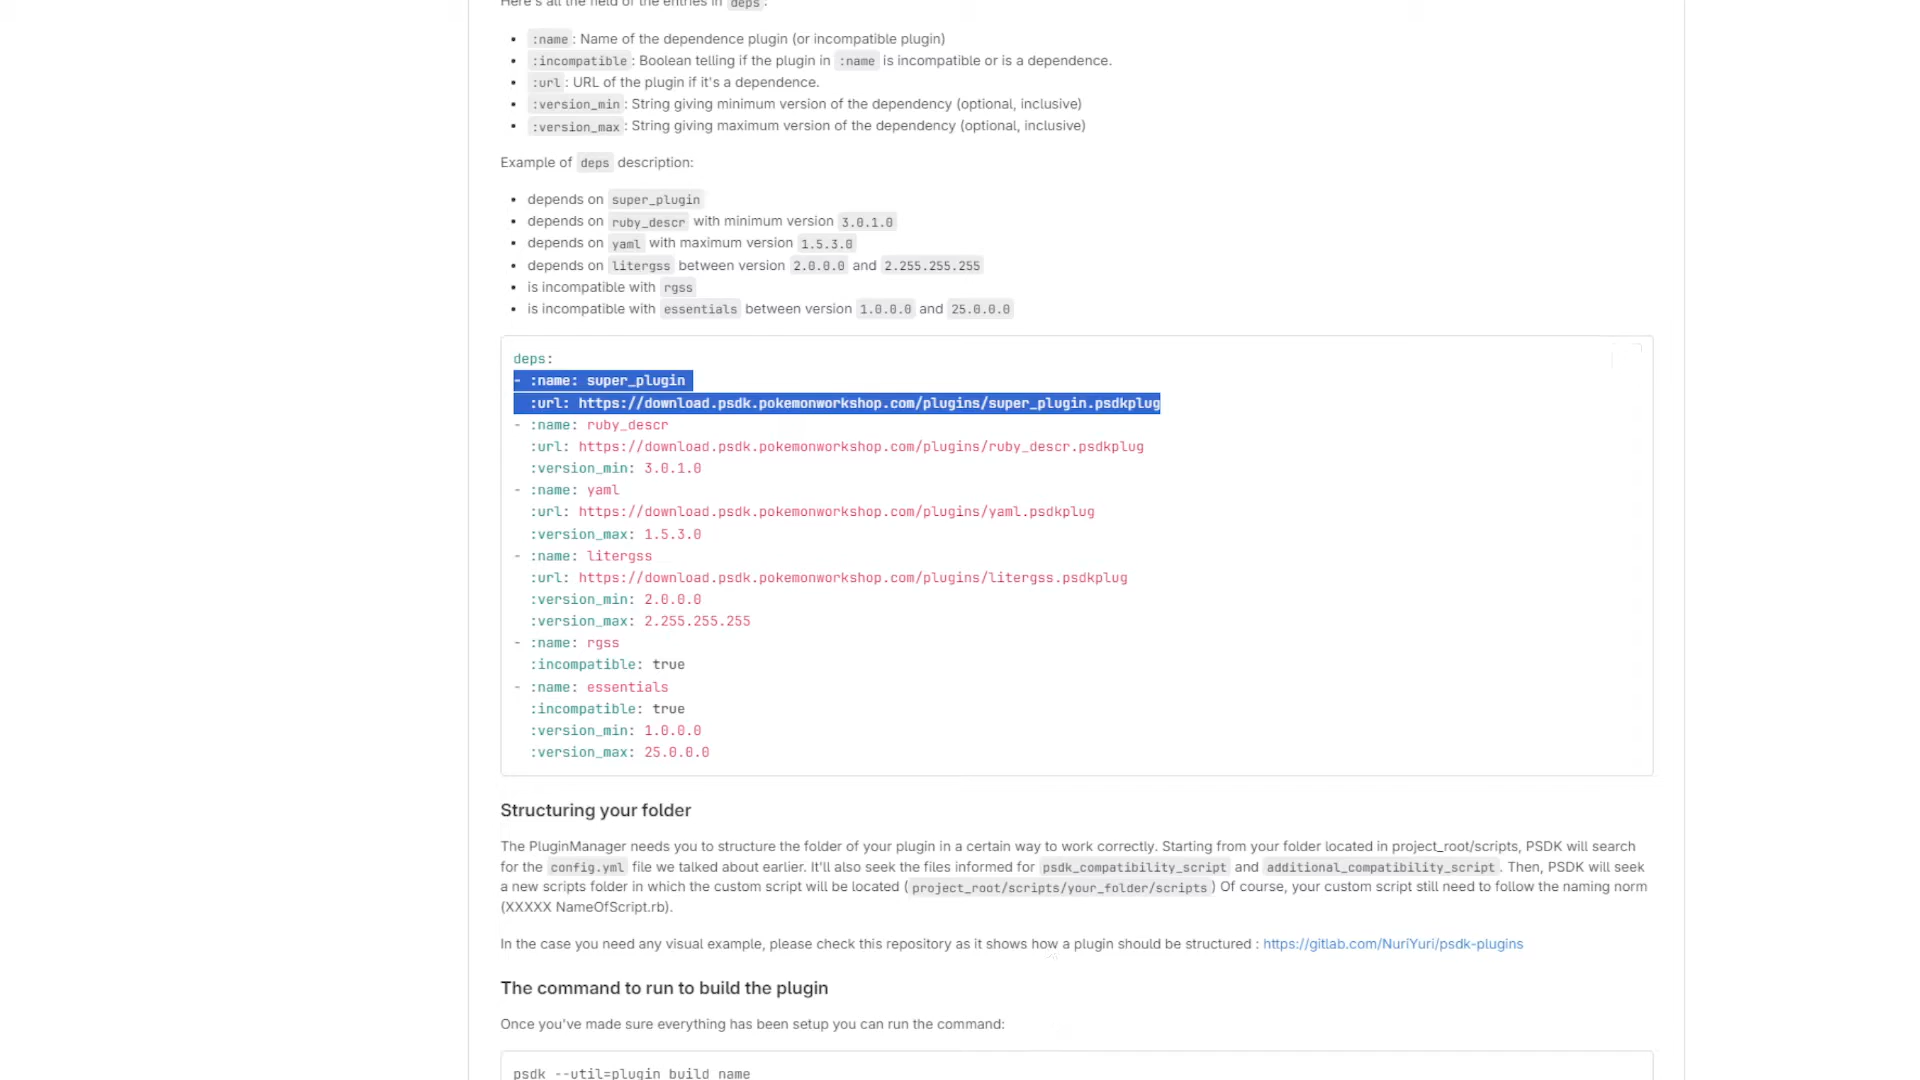 Here's all the field of the entries in deps :
:name : Name of the dependence plugin (or incompatible plugin)
:incompatible : Boolean telling if the plugin in :name is incompatible or is a dependence.
:url : URL of the plugin if it's a dependence.
:version_min : String giving minimum version of the dependency (optional, inclusive)
:version_max : String giving maximum version of the dependency (optional, inclusive)
Example of deps description:
depends on super_plugin
depends on ruby_descr with minimum version 3.0.1.0
depends on yaml with maximum version 1.5.3.0
depends on litergss between version 2.0.0.0 and 2.255.255.255
is incompatible with rgss
is incompatible with essentials between version 1.0.0.0 and 25.0.0.0
deps:
- :name: super_plugin
:url: https://download.psdk.pokemonworkshop.com/plugins/super_plugin.psdkplug
- :name: ruby_descr
:url: https://download.psdk.pokemonworkshop.com/plugins/ruby_descr.psdkplug
:version_min: 3.0.1.0
- :name: yaml
:url: https://download.psdk.pokemonworkshop.com/plugins/yaml.psdkplug
:version_max: 1.5.3.0
- :name: litergss
:url: https://download.psdk.pokemonworkshop.com/plugins/litergss.psdkplug
:version_min: 2.0.0.0
:version_max: 2.255.255.255
- :name: rgss
:incompatible: true
- :name: essentials
:incompatible: true
:version_min: 1.0.0.0
:version_max: 25.0.0.0
Structuring your folder
The PluginManager needs you to structure the folder of your plugin in a certain way to work correctly. Starting from your folder located in project_root/scripts, PSDK will search
for the config.yml file we talked about earlier. It'll also seek the files informed for psdk_compatibility_script and additional_compatibility_script . Then, PSDK will seek
a new scripts folder in which the custom script will be located ( project_root/scripts/your_folder/scripts ) Of course, your custom script still need to follow the naming norm
(XXXXX NameOfScript.rb).
In the case you need any visual example, please check this repository as it shows how a plugin should be structured : https://gitlab.com/NuriYuri/psdk-plugins
The command to run to build the plugin
Once you've made sure everything has been setup you can run the command:
psdk --util=plugin build name